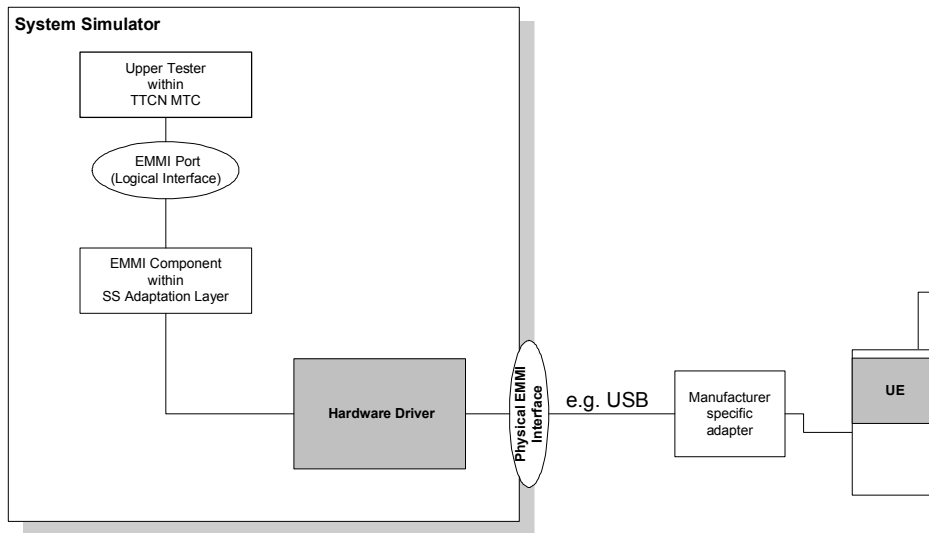 System Simulator
Upper Tester
within
TTCN MTC
EMMI Port
(Logical Interface)
EMMI Component
within
SS Adaptation Layer
Hardware Driver
Physical EMMI
Interface
e.g. USB
Manufacturer
specific
adapter
UE